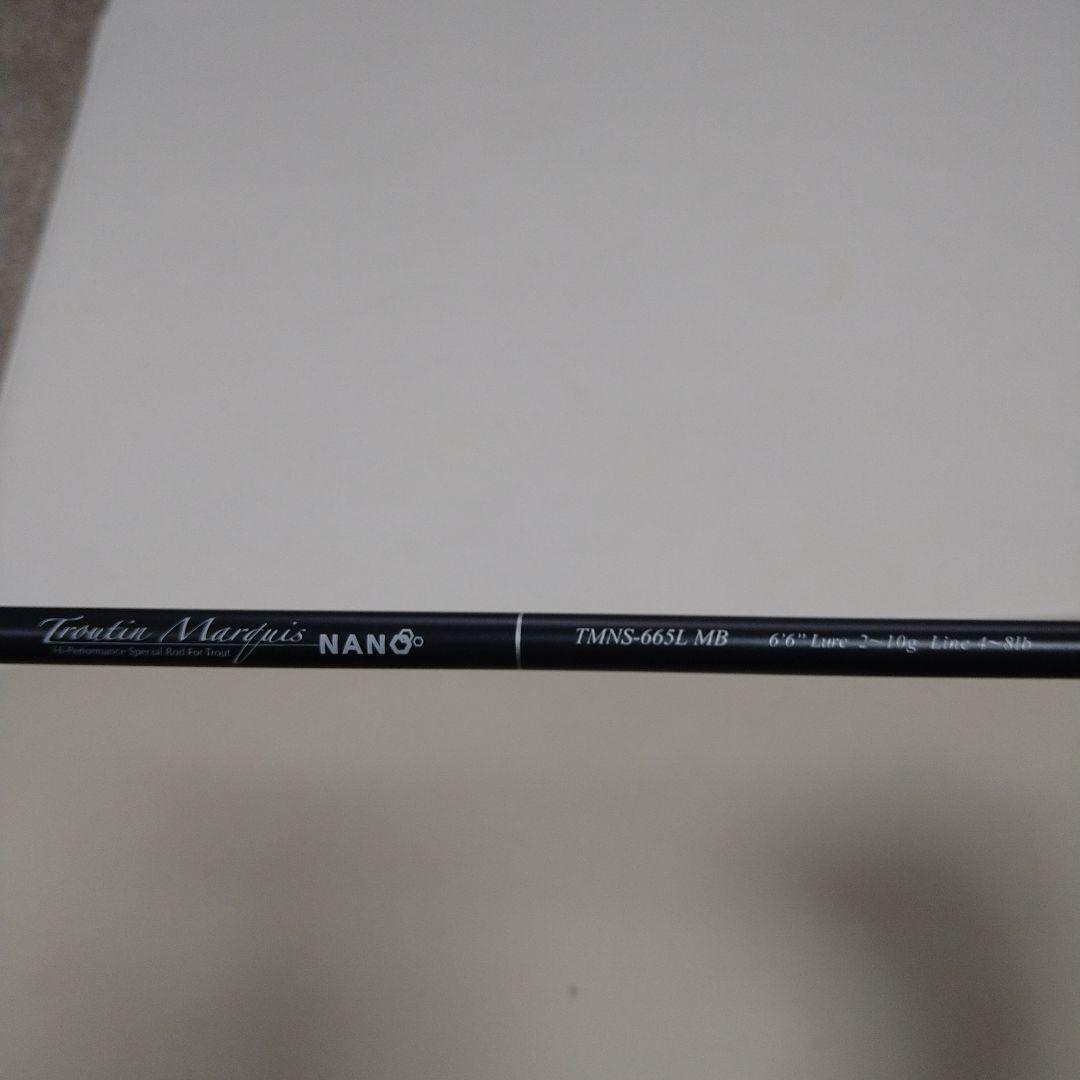 Troutin Marquis NANO
Hi-Performance Special Rod For Trout
TMNS-665L MB 6'6" Lure 2~10g Line 4~8lb